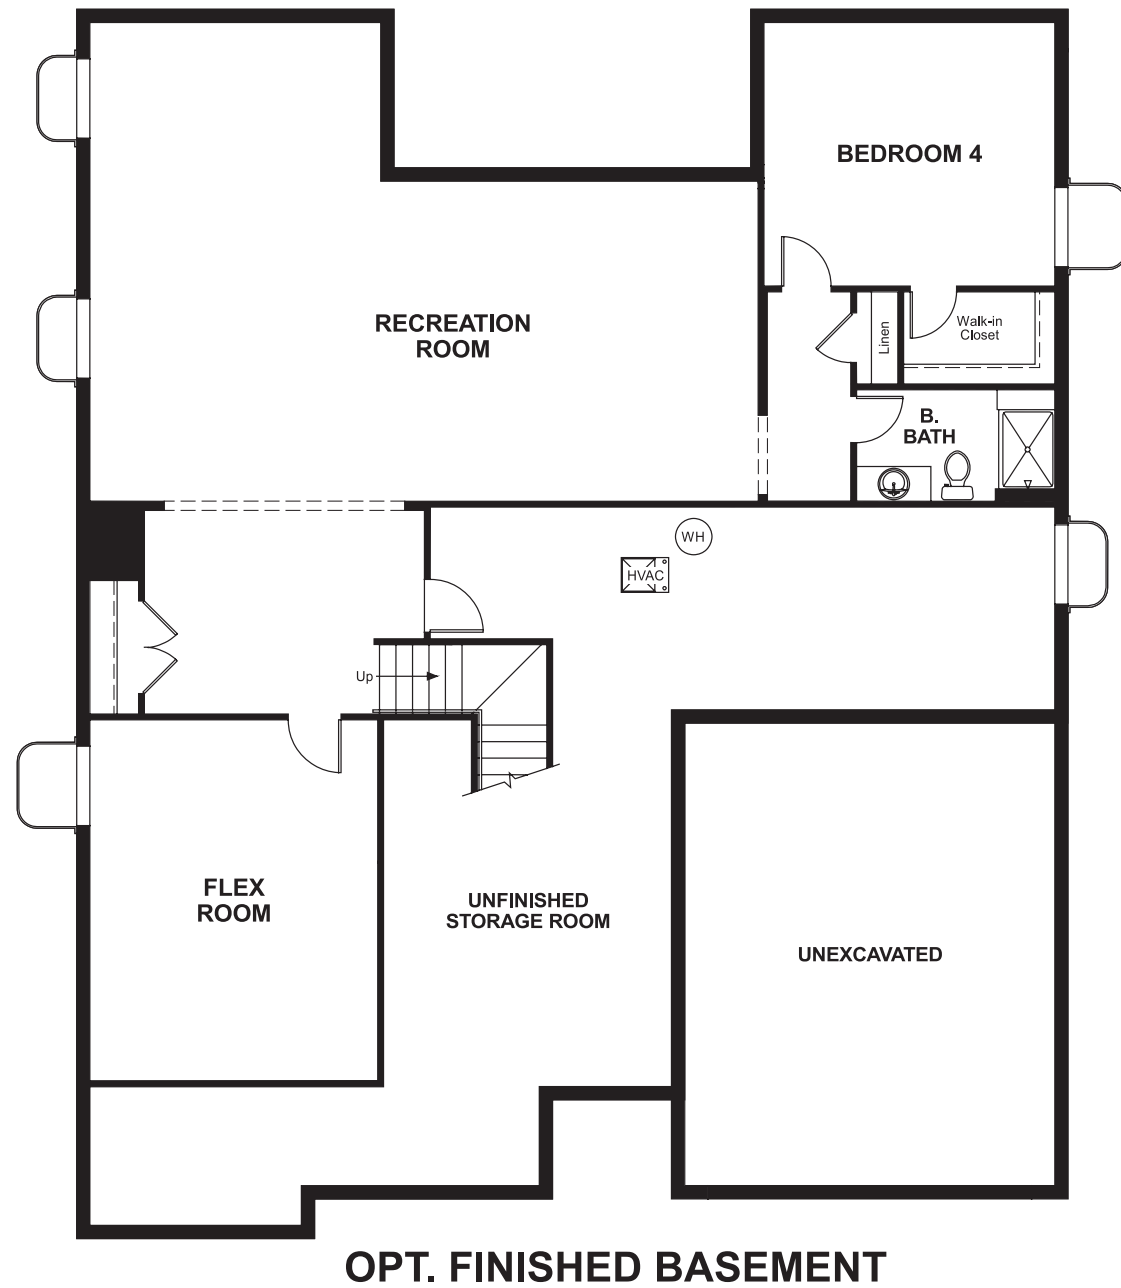 BEDROOM 4
RECREATION
ROOM
Linen
Walk-in
Closet
B.
BATH
WH
HVAC
Up
FLEX
ROOM
UNFINISHED
STORAGE ROOM
UNEXCAVATED
OPT. FINISHED BASEMENT